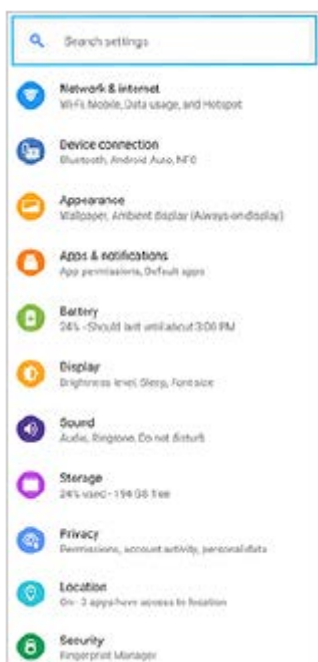 Search settings
Network & internet
Wi-Fi, Mobile, Data usage, and Hotspot
Device connection
Bluetooth, Android Auto, NFC
Appearance
Wallpaper, Ambient display (Always-on display)
Apps & notifications
App permissions, Default apps
Battery
24% - Should last until about 3:00 PM
Display
Brightness level, Sleep, Font size
Sound
Audio, Ringtone, Do not disturb
Storage
24% used - 194 GB free
Privacy
Permissions, account activity, personal data
Location
On - 3 apps have access to location
Security
Fingerprint Manager